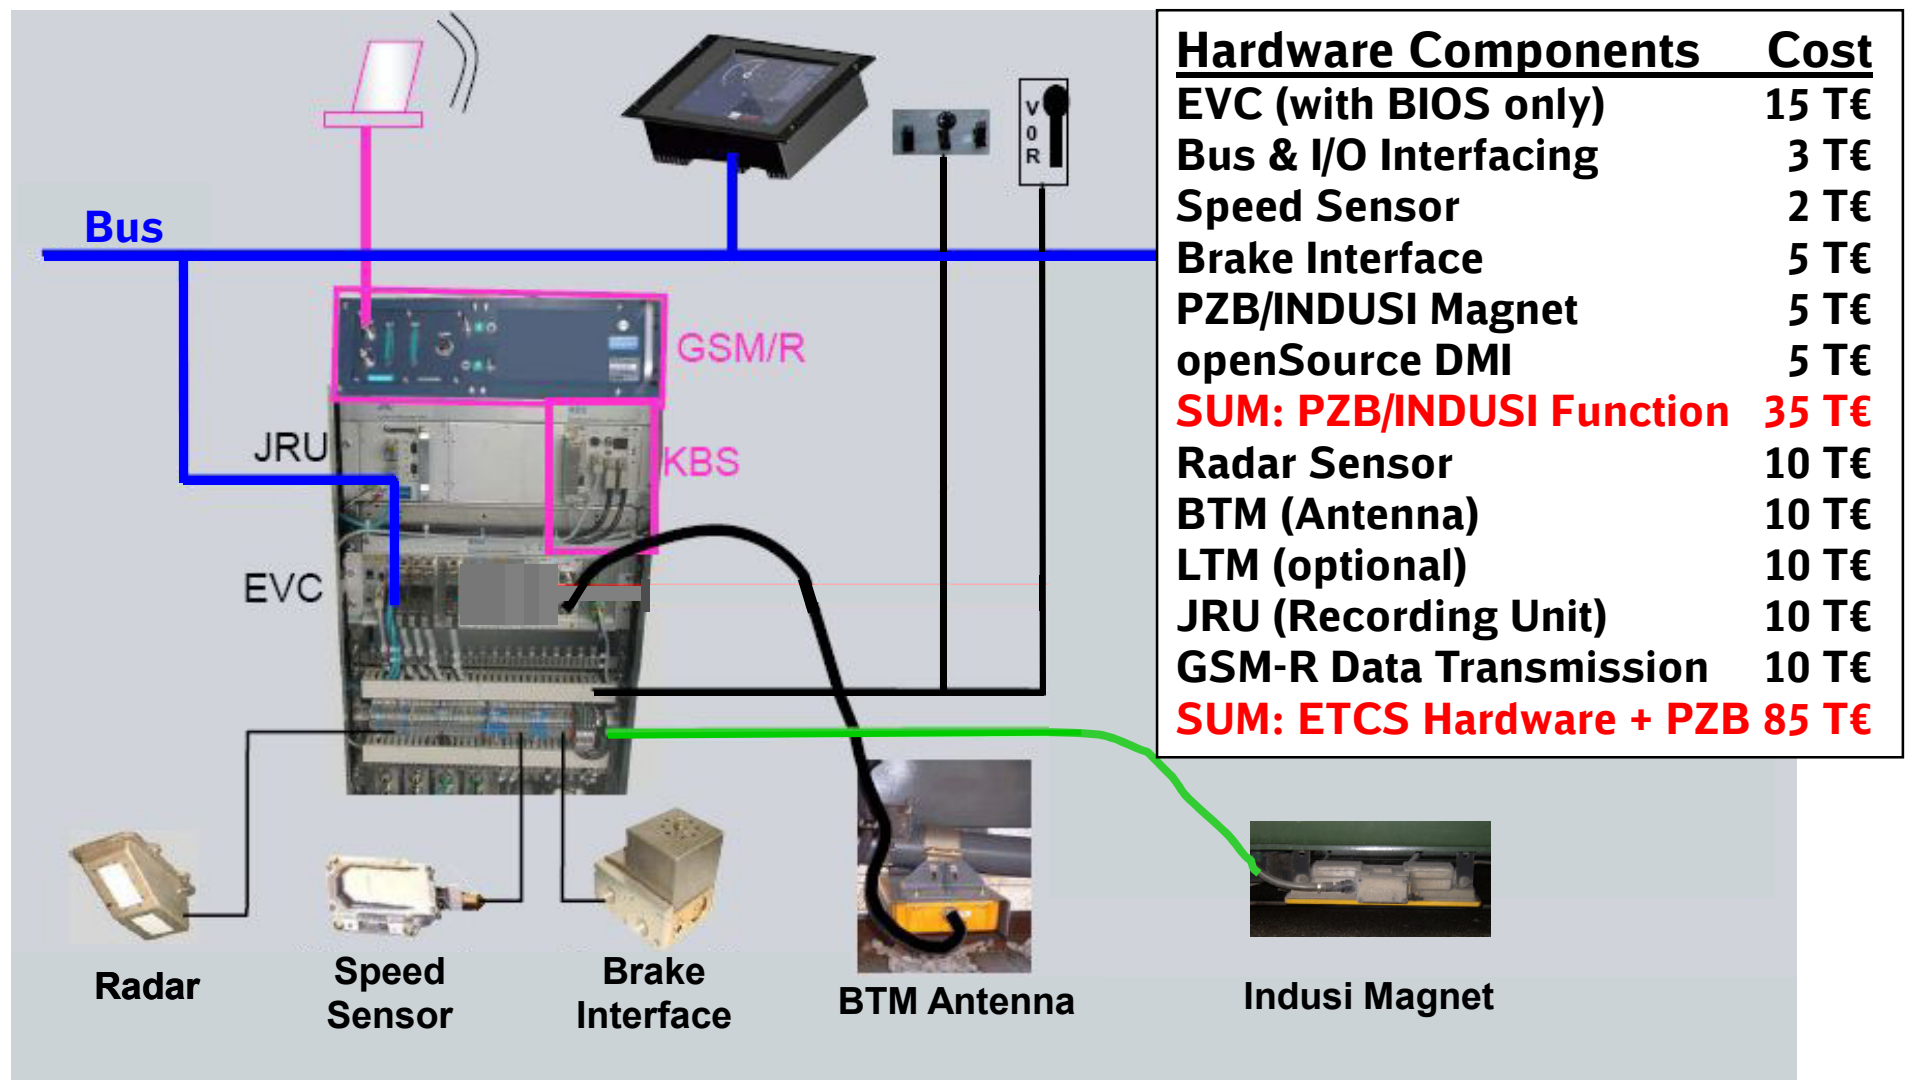 Hardware Components Cost
EVC (with BIOS only) 15 T€
Bus & I/O Interfacing 3 T€
Speed Sensor 2 T€
Brake Interface 5 T€
PZB/INDUSI Magnet 5 T€
openSource DMI 5 T€
SUM: PZB/INDUSI Function 35 T€
Radar Sensor 10 T€
BTM (Antenna) 10 T€
LTM (optional) 10 T€
JRU (Recording Unit) 10 T€
GSM-R Data Transmission 10 T€
SUM: ETCS Hardware + PZB 85 T€
V
0
R
Bus
GSM/R
JRU
KBS
EVC
Radar
Speed
Sensor
Brake
Interface
BTM Antenna
Indusi Magnet